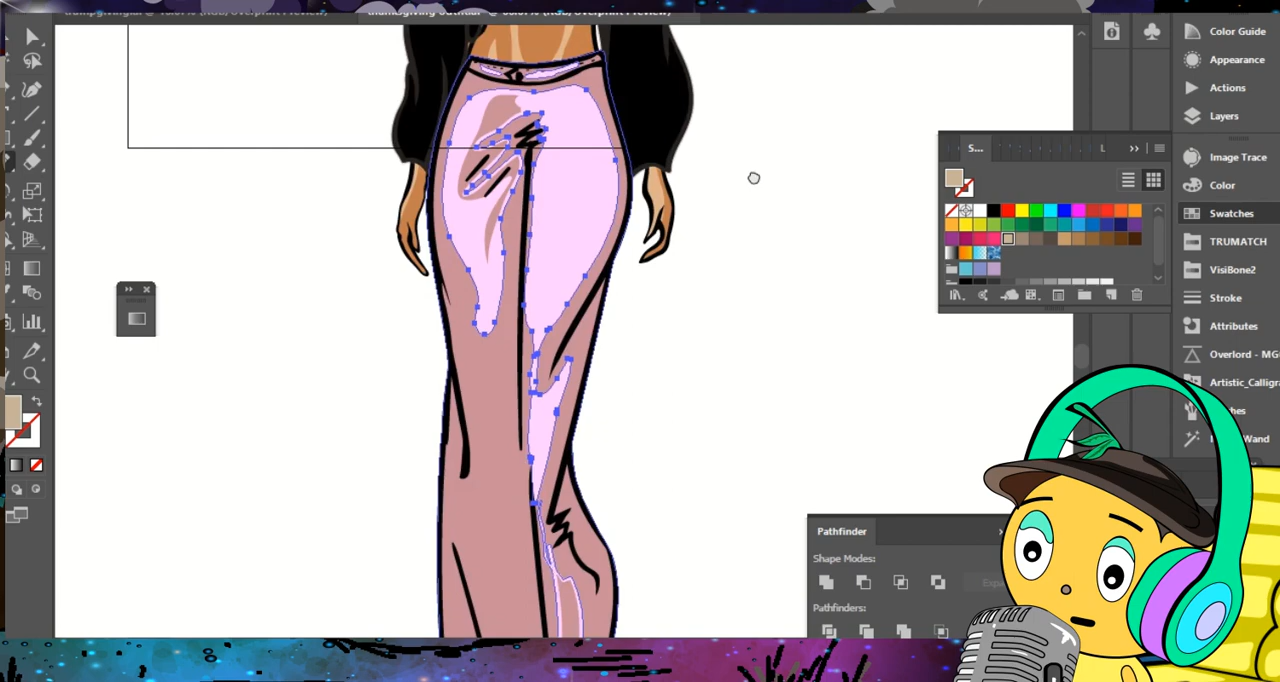 Color Guide
Appearance
Actions
Layers
S...
L
Image Trace
Color
Swatches
TRUMATCH
VisiBone2
Stroke
Attributes
Overlord - MG
Artistic_Calligra
Wand
Pathfinder
Shape Modes:
Expa
Pathfinders: